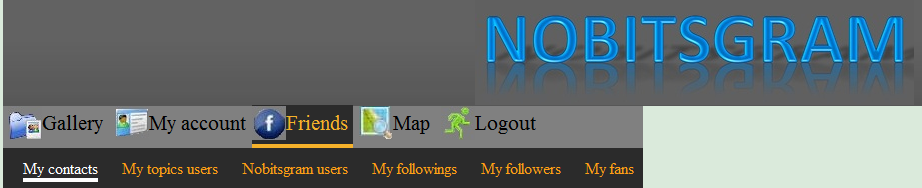 NOBITSGRAM
Gallery My account Friends Map Logout
My contacts My topics users Nobitsgram users My followings My followers My fans